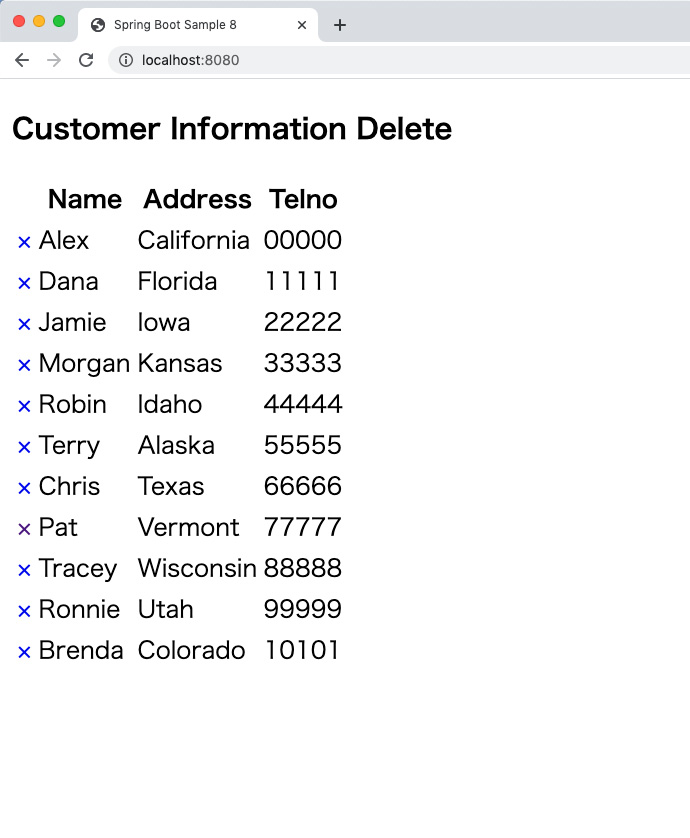 Spring Boot Sample 8
localhost:8080
Customer Information Delete
Name Address Telno
× Alex California 00000
× Dana Florida 11111
× Jamie Iowa 22222
× Morgan Kansas 33333
× Robin Idaho 44444
× Terry Alaska 55555
× Chris Texas 66666
× Pat Vermont 77777
× Tracey Wisconsin 88888
× Ronnie Utah 99999
× Brenda Colorado 10101